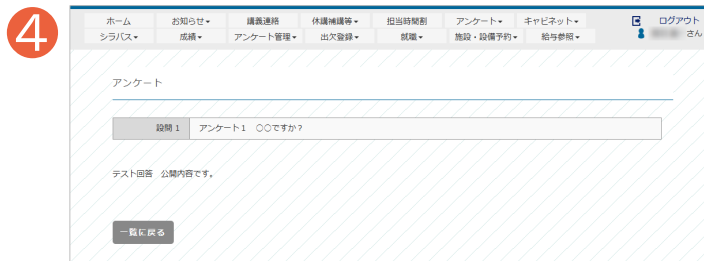 4
ホーム お知らせ▾ 講義連絡 休講補講等▾ 担当時間割 アンケート▾ キャビネット▾ ログアウト
シラバス▾ 成績▾ アンケート管理▾ 出欠登録▾ 就職▾ 施設・設備予約▾ 給与参照▾ さん
アンケート
設問 1 アンケート1 〇〇ですか？
テスト回答 公開内容です。
一覧に戻る